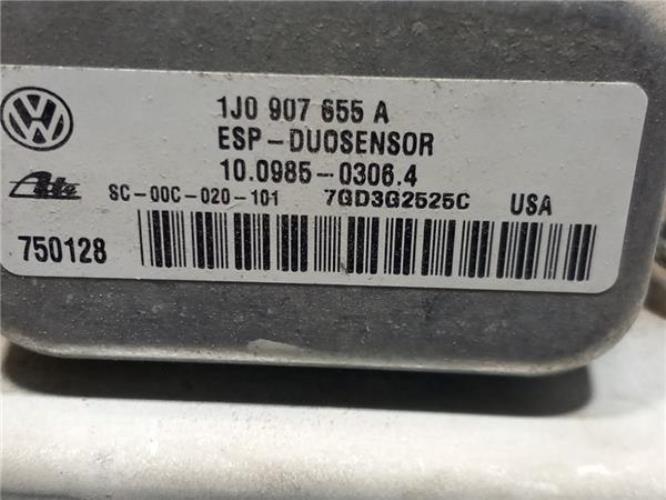 1J0 907 655 A
ESP-DUOSENSOR
10.0985-0306.4
Ate SC-00C-020-101 7GD3G2525C USA
750128